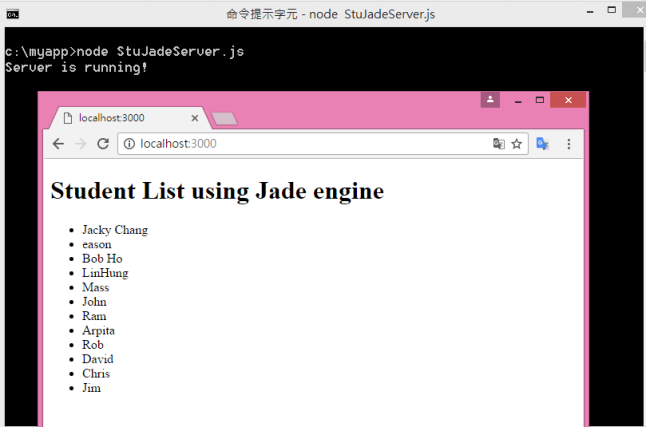 命令提示字元 - node StuJadeServer.js
c:\myapp>node StuJadeServer.js
Server is running!
localhost:3000
localhost:3000
Student List using Jade engine
Jacky Chang
eason
Bob Ho
LinHung
Mass
John
Ram
Arpita
Rob
David
Chris
Jim